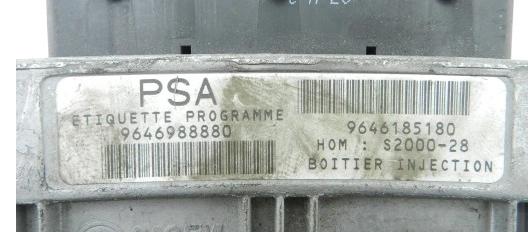 PSA
ETIQUETTE PROGRAMME
9646988880
9646185180
HOM : S2000-28
BOITIER INJECTION